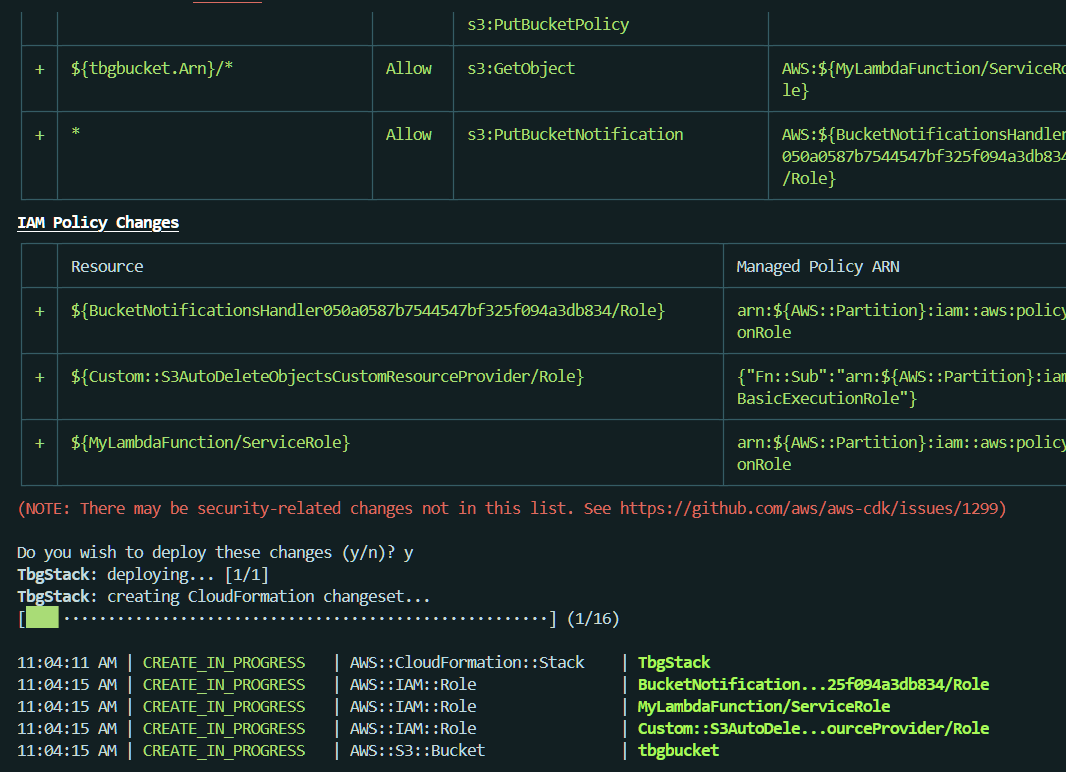 s3:PutBucketPolicy
+ ${tbgbucket.Arn}/* Allow s3:GetObject AWS:${MyLambdaFunction/ServiceRo
le}
+ * Allow s3:PutBucketNotification AWS:${BucketNotificationsHandler
050a0587b7544547bf325f094a3db834
/Role}
IAM Policy Changes
Resource Managed Policy ARN
+ ${BucketNotificationsHandler050a0587b7544547bf325f094a3db834/Role} arn:${AWS::Partition}:iam::aws:policy
onRole
+ ${Custom::S3AutoDeleteObjectsCustomResourceProvider/Role} {"Fn::Sub":"arn:${AWS::Partition}:iam
BasicExecutionRole"}
+ ${MyLambdaFunction/ServiceRole} arn:${AWS::Partition}:iam::aws:policy
onRole
(NOTE: There may be security-related changes not in this list. See https://github.com/aws/aws-cdk/issues/1299)
Do you wish to deploy these changes (y/n)? y
TbgStack: deploying... [1/1]
TbgStack: creating CloudFormation changeset...
[██·······················································] (1/16)
11:04:11 AM | CREATE_IN_PROGRESS | AWS::CloudFormation::Stack | TbgStack
11:04:15 AM | CREATE_IN_PROGRESS | AWS::IAM::Role | BucketNotification...25f094a3db834/Role
11:04:15 AM | CREATE_IN_PROGRESS | AWS::IAM::Role | MyLambdaFunction/ServiceRole
11:04:15 AM | CREATE_IN_PROGRESS | AWS::IAM::Role | Custom::S3AutoDele...ourceProvider/Role
11:04:15 AM | CREATE_IN_PROGRESS | AWS::S3::Bucket | tbgbucket